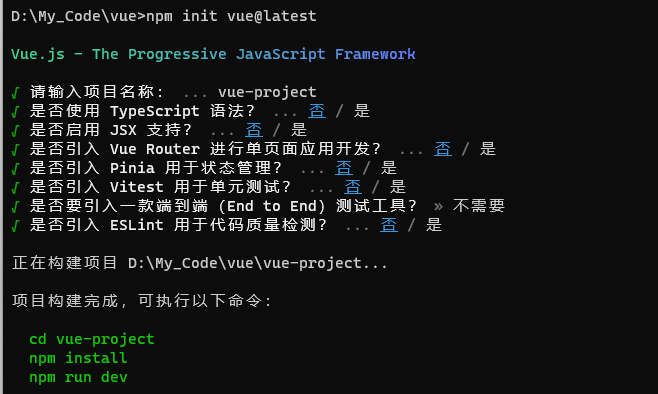 D:\My_Code\vue>npm init vue@latest
Vue.js - The Progressive JavaScript Framework
√ 请输入项目名称: ... vue-project
√ 是否使用 TypeScript 语法? ... 否 / 是
√ 是否启用 JSX 支持? ... 否 / 是
√ 是否引入 Vue Router 进行单页面应用开发? ... 否 / 是
√ 是否引入 Pinia 用于状态管理? ... 否 / 是
√ 是否引入 Vitest 用于单元测试? ... 否 / 是
√ 是否要引入一款端到端 (End to End) 测试工具? » 不需要
√ 是否引入 ESLint 用于代码质量检测? ... 否 / 是
正在构建项目 D:\My_Code\vue\vue-project...
项目构建完成，可执行以下命令:
cd vue-project
npm install
npm run dev